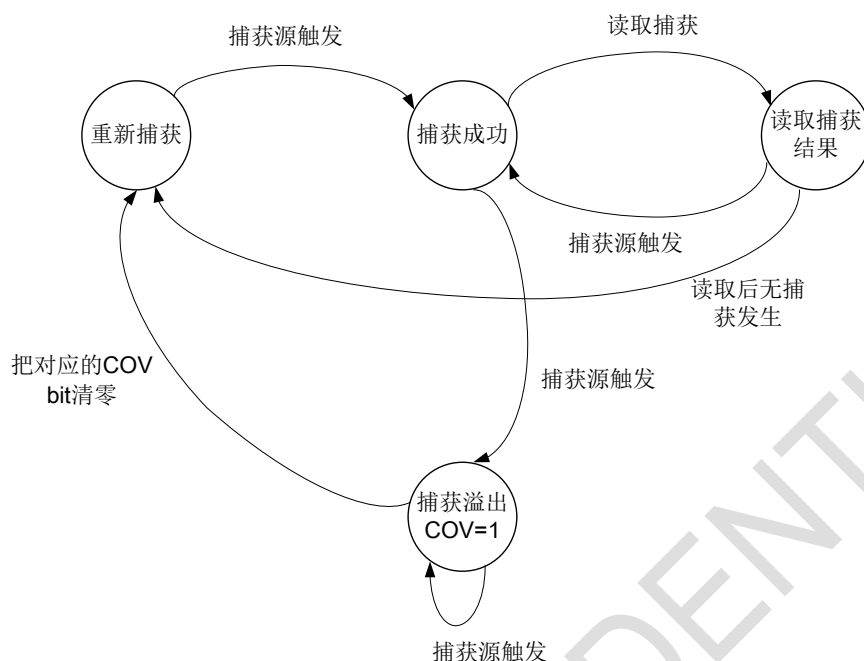 捕获源触发
读取捕获
重新捕获
捕获成功
读取捕获
结果
捕获源触发
读取后无捕
获发生
把对应的COV
bit清零
捕获源触发
捕获溢出
COV=1
捕获源触发
DENTI